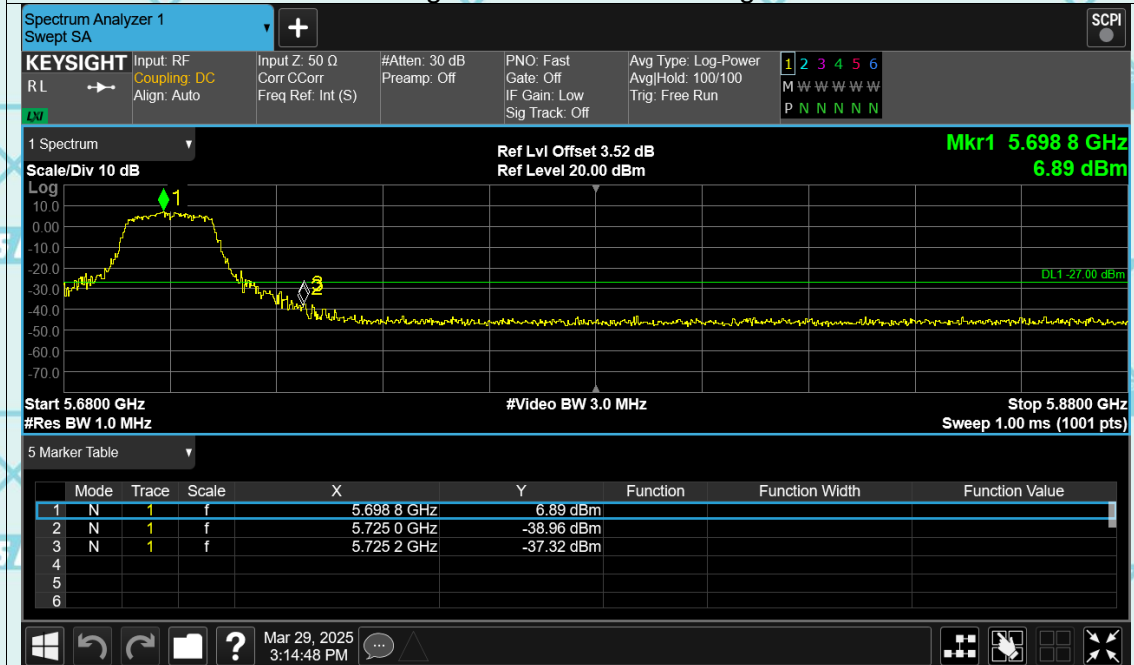 Spectrum Analyzer 1
Swept SA
+
SCPI
KEYSIGHT Input: RF Input Z: 50 Ω #Atten: 30 dB PNO: Fast Avg Type: Log-Power 1 2 3 4 5 6
RL Coupling: DC Corr CCorr Preamp: Off Gate: Off Avg|Hold: 100/100 M W W W W W W
Align: Auto Freq Ref: Int (S) IF Gain: Low Trig: Free Run
LXI Sig Track: Off P N N N N N N
1 Spectrum Ref Lvl Offset 3.52 dB Mkr1 5.698 8 GHz
Scale/Div 10 dB Ref Level 20.00 dBm 6.89 dBm
Log
1
10.0
0.00
-10.0
-20.0
DL1 -27.00 dBm
-30.0
-40.0
-50.0
-60.0
-70.0
Start 5.6800 GHz #Video BW 3.0 MHz Stop 5.8800 GHz
#Res BW 1.0 MHz Sweep 1.00 ms (1001 pts)
5 Marker Table
Mode Trace Scale X Y Function Function Width Function Value
1 N 1 f 5.698 8 GHz 6.89 dBm
2 N 1 f 5.725 0 GHz -38.96 dBm
3 N 1 f 5.725 2 GHz -37.32 dBm
4
5
6
? Mar 29, 2025
3:14:48 PM